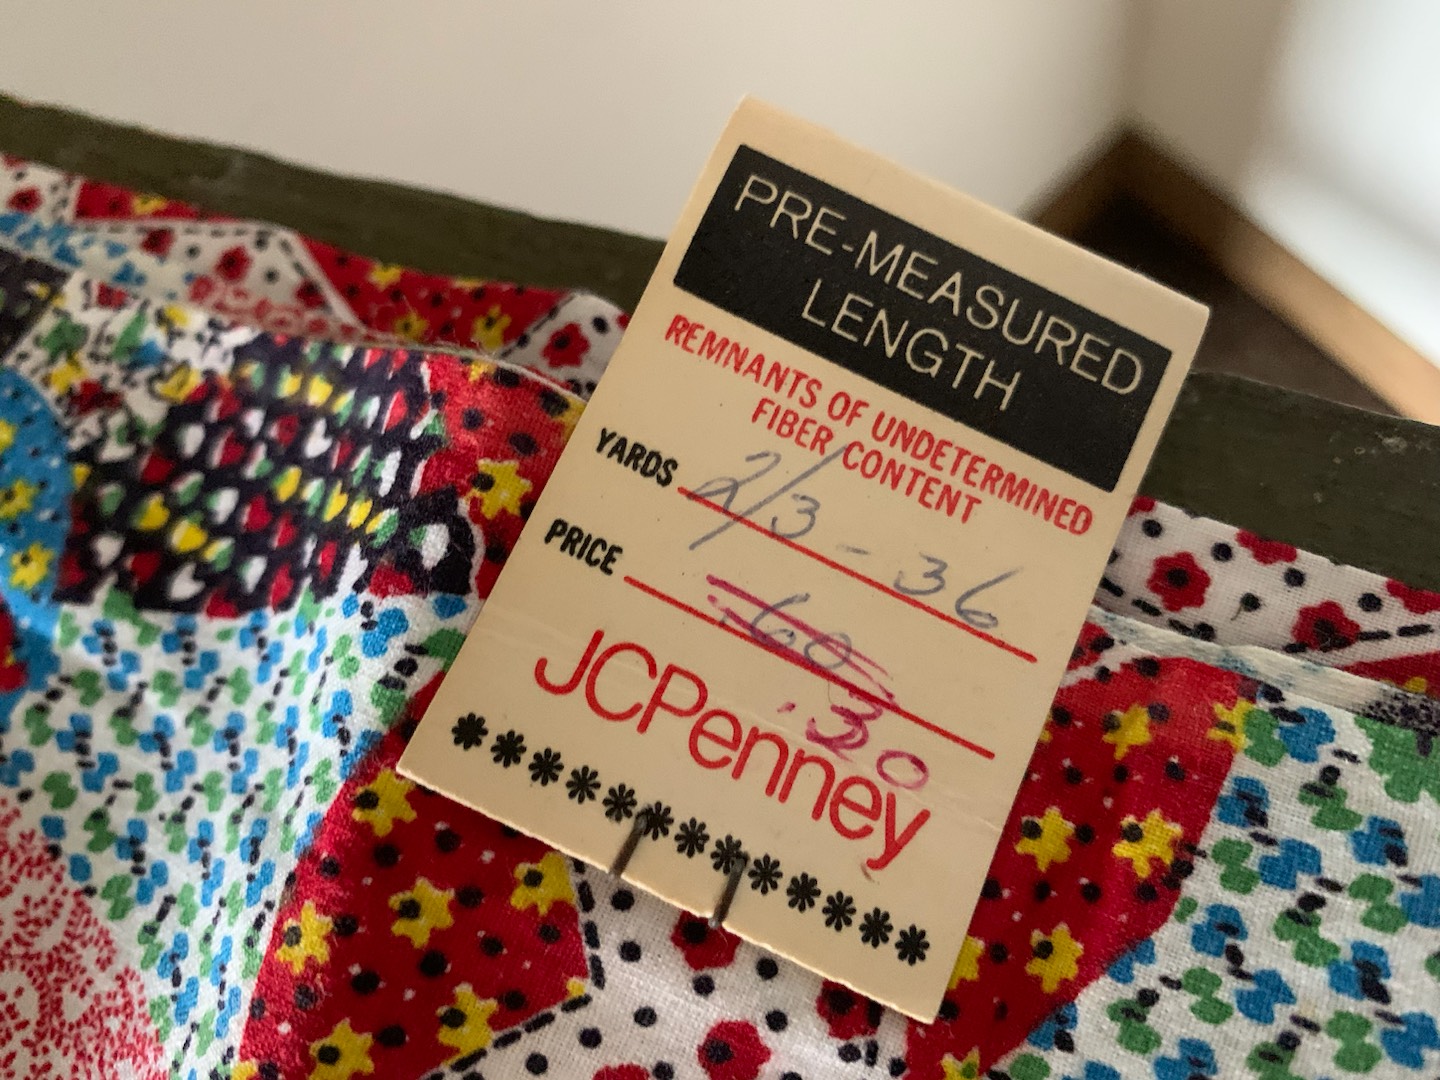 PRE-MEASURED
LENGTH
REMNANTS OF UNDETERMINED
FIBER CONTENT
YARDS 2/3 - 36
PRICE .60
.30
JCPenney
*************